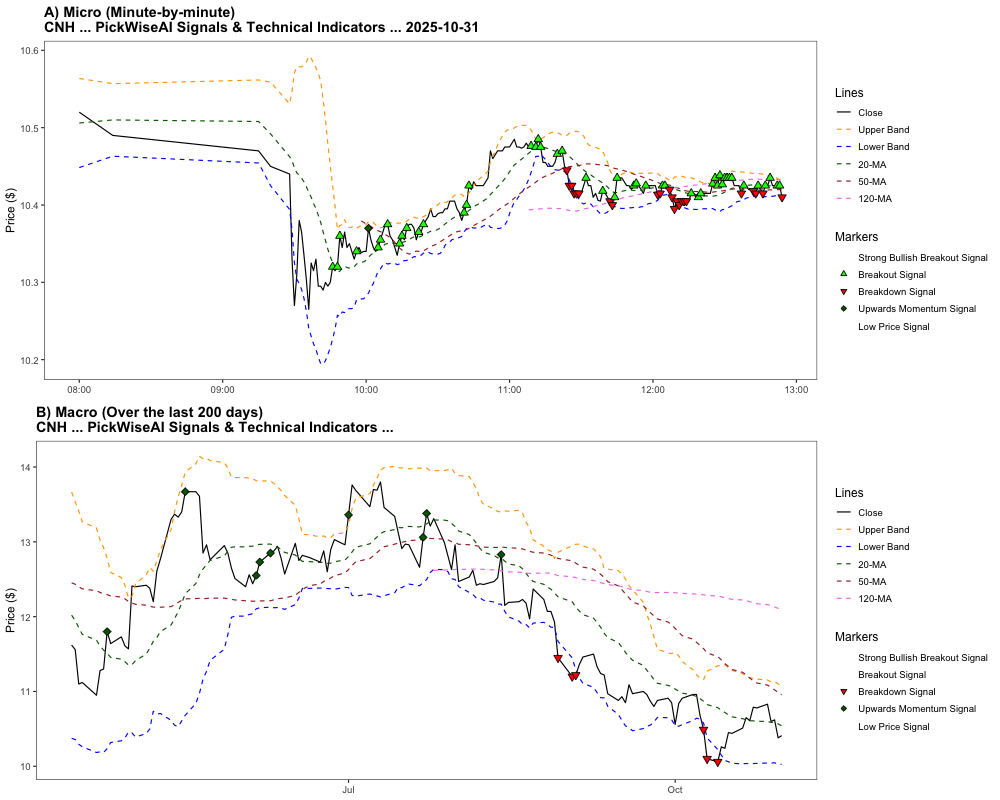 A) Micro (Minute-by-minute)
CNH ... PickWiseAI Signals & Technical Indicators ... 2025-10-31
Price ($)
10.6
10.5
10.4
10.3
10.2
08:00
09:00
10:00
11:00
12:00
13:00
Lines
Close
Upper Band
Lower Band
20-MA
50-MA
120-MA
Markers
Strong Bullish Breakout Signal
Breakout Signal
Breakdown Signal
Upwards Momentum Signal
Low Price Signal
B) Macro (Over the last 200 days)
CNH ... PickWiseAI Signals & Technical Indicators ...
Price ($)
14
13
12
11
10
Jul
Oct
Lines
Close
Upper Band
Lower Band
20-MA
50-MA
120-MA
Markers
Strong Bullish Breakout Signal
Breakout Signal
Breakdown Signal
Upwards Momentum Signal
Low Price Signal